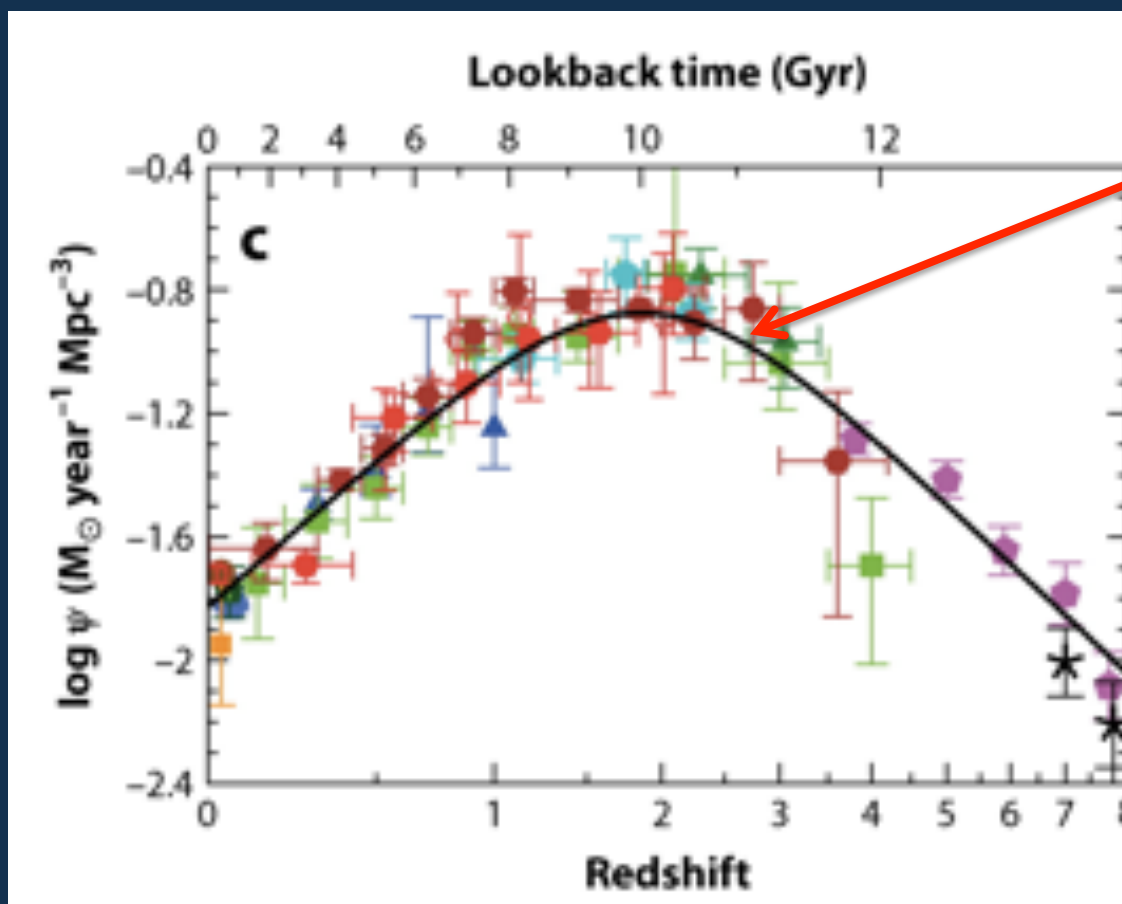 Lookback time (Gyr)
0 2 4 6 8 10 12
C
−0.4
−0.8
−1.2
−1.6
−2
−2.4
log ψ (M⊙ year⁻¹ Mpc⁻³)
0 1 2 3 4 5 6 7 8
Redshift